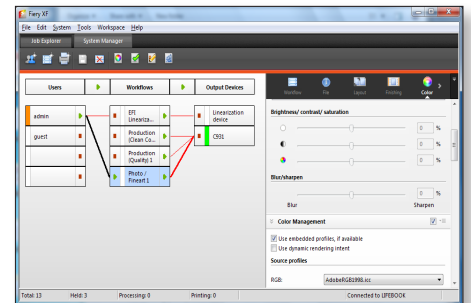 Fiery XF
File Edit System Tools Workspace Help
Job Explorer System Manager
Users Workflows Output Devices
admin
guest
EFI
Lineariza...
Production
(Clean Co...
Production
(Quality) 1
Photo /
Fineart 1
Linearization
device
C931
Workflow File Layout Finishing Color
Brightness/ contrast/ saturation
0 %
0 %
0 %
Blur/sharpen
0 %
Blur Sharpen
Color Management
Use embedded profiles, if available
Use dynamic rendering intent
Source profiles
RGB: AdobeRGB1998.icc
Total: 13 Held: 3 Processing: 0 Printing: 0 Connected to LIFEBOOK